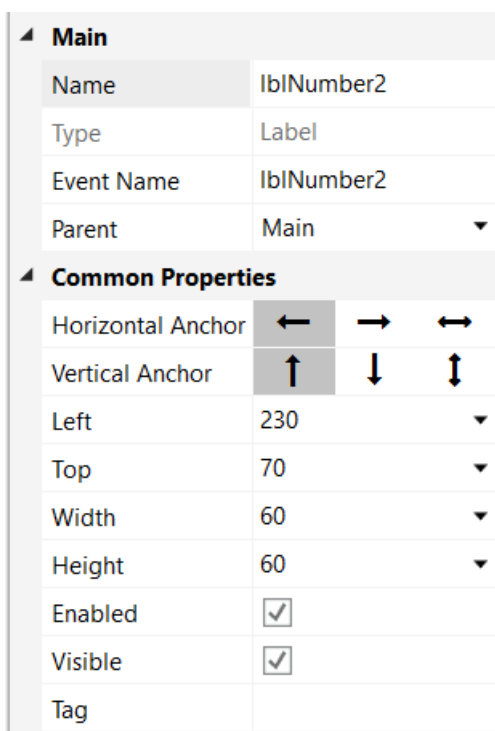 Main
Name lblNumber2
Type Label
Event Name lblNumber2
Parent Main
Common Properties
Horizontal Anchor
Vertical Anchor
Left 230
Top 70
Width 60
Height 60
Enabled
Visible
Tag